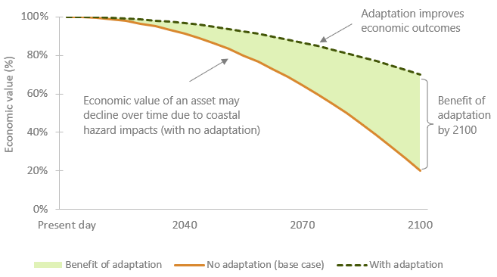 Economic value (%)
100%
80%
60%
40%
20%
0%
Adaptation improves
economic outcomes
Economic value of an asset may
decline over time due to coastal
hazard impacts (with no adaptation)
Benefit of
adaptation
by 2100
Present day 2040 2070 2100
Benefit of adaptation No adaptation (base case) With adaptation